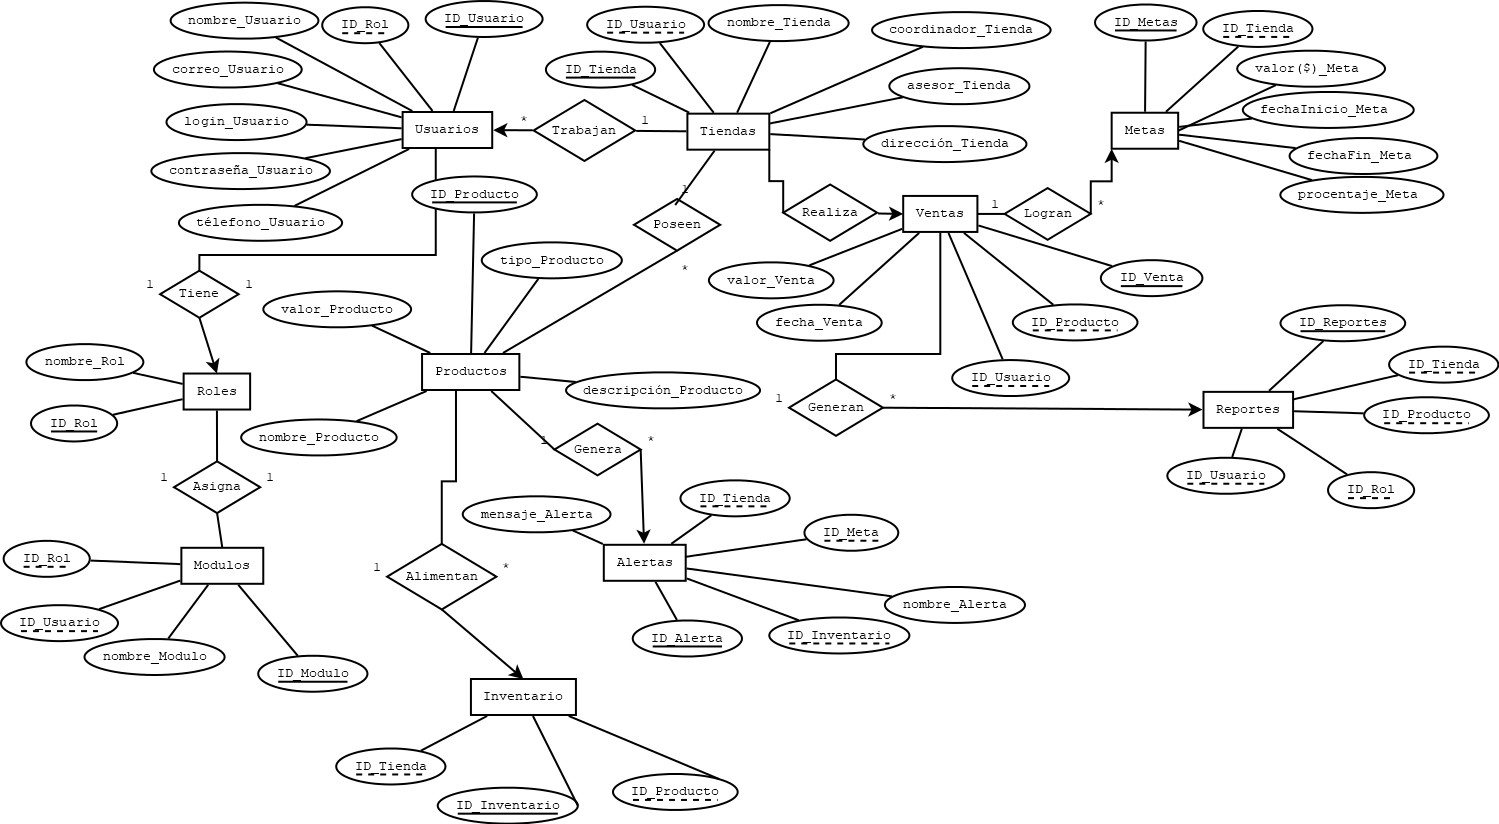 nombre_Usuario
ID_Rol
ID_Usuario
ID_Usuario
nombre_Tienda
coordinador_Tienda
ID_Metas
ID_Tienda
correo_Usuario
ID_Tienda
asesor_Tienda
valor($)_Meta
login_Usuario
Usuarios
*
Trabajan
1
Tiendas
dirección_Tienda
Metas
fechaInicio_Meta
fechaFin_Meta
contraseña_Usuario
ID_Producto
1
procentaje_Meta
télefono_Usuario
Poseen
Realiza
Ventas
1
Logran
*
tipo_Producto
*
valor_Venta
ID_Venta
1
Tiene
1
valor_Producto
fecha_Venta
ID_Producto
ID_Reportes
nombre_Rol
Roles
Productos
descripción_Producto
ID_Usuario
ID_Tienda
ID_Rol
nombre_Producto
1
Genera
*
1
Generan
*
Reportes
ID_Producto
1
Asigna
1
ID_Usuario
ID_Rol
mensaje_Alerta
ID_Tienda
ID_Meta
ID_Rol
Modulos
1
Alimentan
*
Alertas
nombre_Alerta
ID_Usuario
nombre_Modulo
ID_Modulo
ID_Alerta
ID_Inventario
Inventario
ID_Tienda
ID_Inventario
ID_Producto